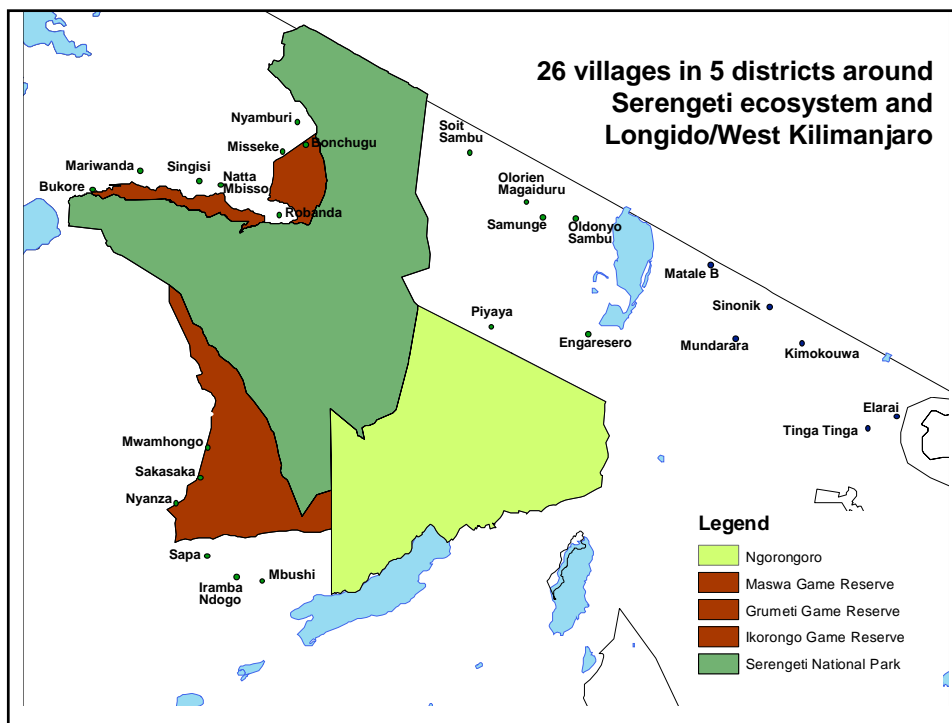 26 villages in 5 districts around
Serengeti ecosystem and
Longido/West Kilimanjaro
Nyamburi
Soit
Sambu
Misseke
Bonchugu
Mariwanda
Singisi
Natta
Mbisso
Bukore
Olorien
Magaiduru
Robanda
Samunge
Oldonyo
Sambu
Matale B
Sinonik
Piyaya
Engaresero
Mundarara
Kimokouwa
Elarai
Tinga Tinga
Mwamhongo
Sakasaka
Nyanza
Sapa
Iramba
Ndogo
Mbushi
Legend
Ngorongoro
Maswa Game Reserve
Grumeti Game Reserve
Ikorongo Game Reserve
Serengeti National Park